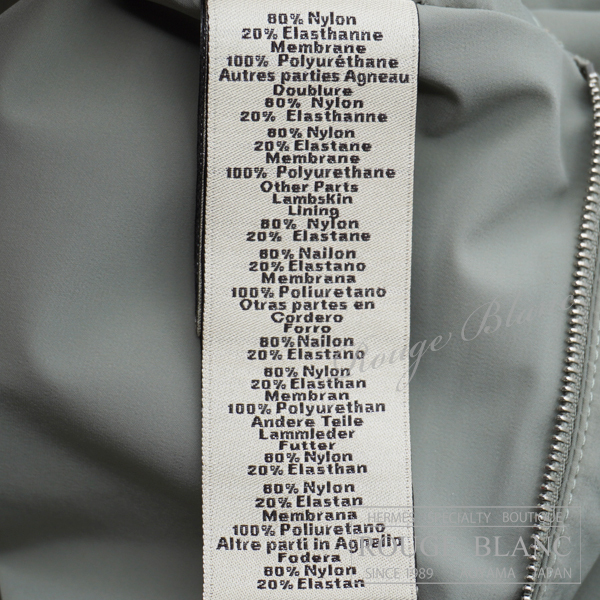 80% Nylon
20% Elasthanne
Membrane
100% Polyuréthane
Autres parties Agneau
Doublure
80% Nylon
20% Elasthanne
80% Nylon
20% Elastane
Membrane
100% Polyurethane
Other Parts
Lambskin
Lining
80% Nylon
20% Elastane
80% Nailon
20% Elastano
Membrana
100% Poliuretano
Otras partes en
Cordero
Forro
80% Nailon
20% Elastano
80% Nylon
20% Elasthan
Membran
100% Polyurethan
Andere Teile
Lammleder
Futter
80% Nylon
20% Elasthan
80% Nylon
20% Elastan
Membrana
100% Poliuretano
Altre parti in Agnello
Fodera
80% Nylon
20% Elastan
Rouge Blanc
HERMES SPECIALTY BOUTIQUE
ROUGE BLANC
SINCE 1989 JAPAN